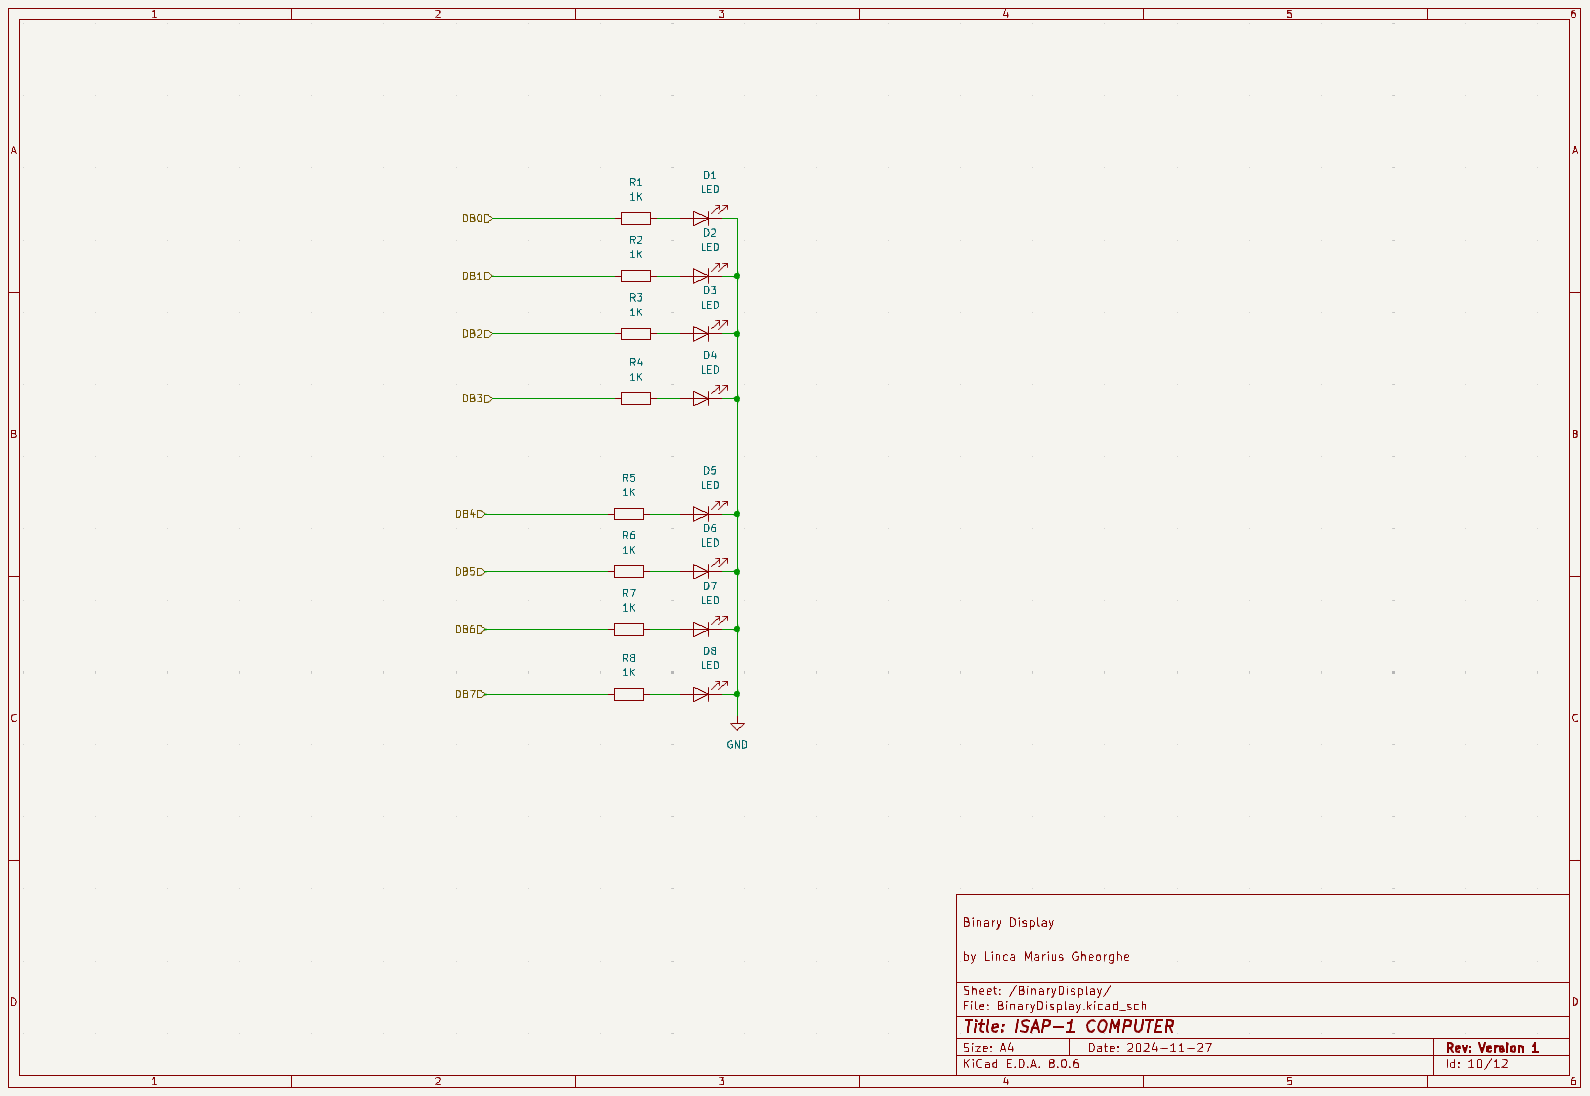 1 2 3 4 5 6
A A
R1
1K
D1
LED
DB0
R2
1K
D2
LED
DB1
R3
1K
D3
LED
DB2
R4
1K
D4
LED
DB3
B B
R5
1K
D5
LED
DB4
R6
1K
D6
LED
DB5
R7
1K
D7
LED
DB6
R8
1K
D8
LED
DB7
C C
GND
Binary Display
by Linca Marius Gheorghe
Sheet: /BinaryDisplay/
File: BinaryDisplay.kicad_sch
D D
Title: ISAP-1 COMPUTER
Size: A4 Date: 2024-11-27 Rev: Version 1
KiCad E.D.A. 8.0.6 Id: 10/12
1 2 3 4 5 6